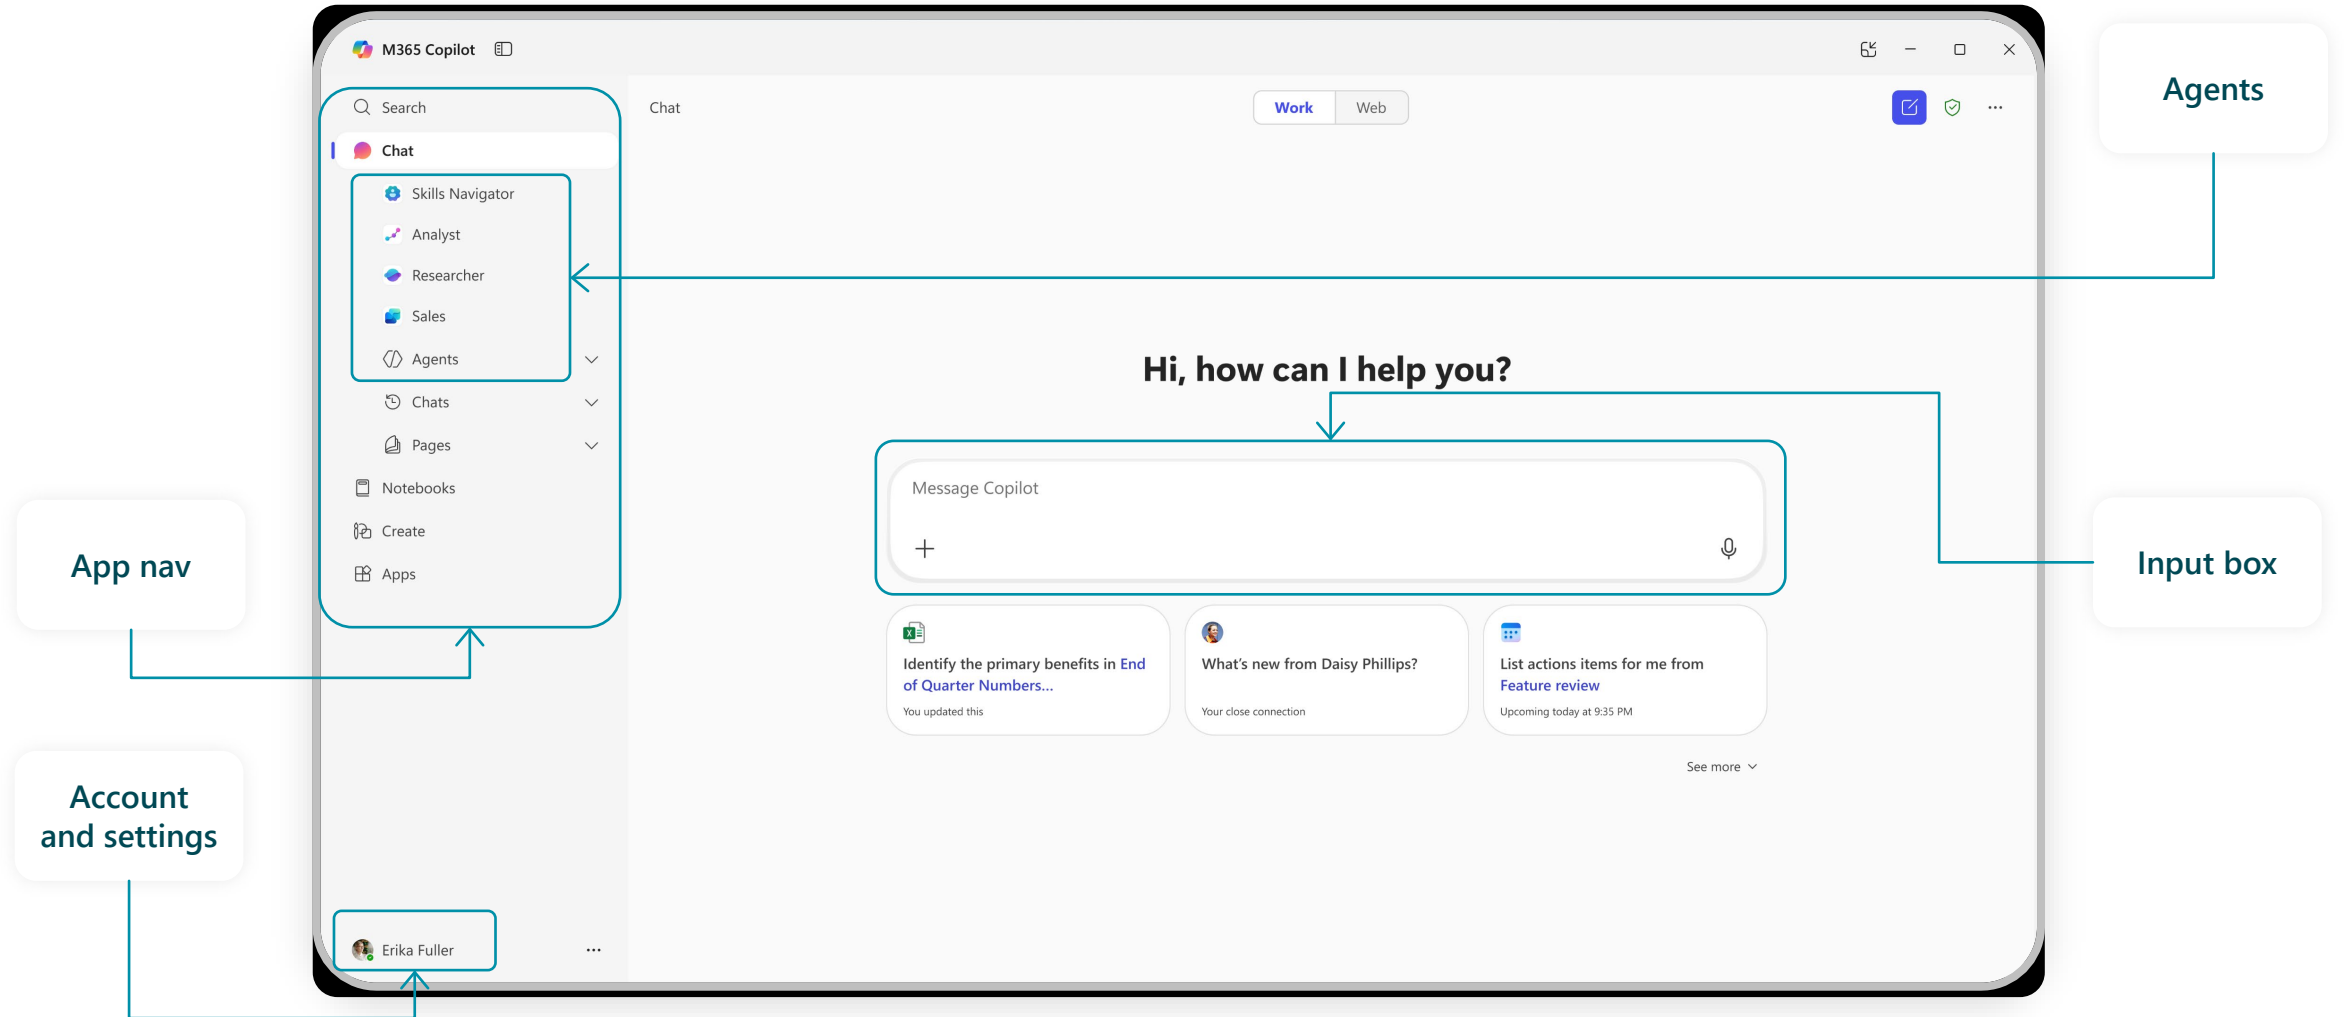 M365 Copilot
Search
Chat
Skills Navigator
Analyst
Researcher
Sales
Agents
Chats
Pages
Notebooks
Create
Apps
Erika Fuller
Chat
Work
Web
Hi, how can I help you?
Message Copilot
Identify the primary benefits in End
of Quarter Numbers...
You updated this
What's new from Daisy Phillips?
Your close connection
List actions items for me from
Feature review
Upcoming today at 9:35 PM
See more
App nav
Account
and settings
Agents
Input box